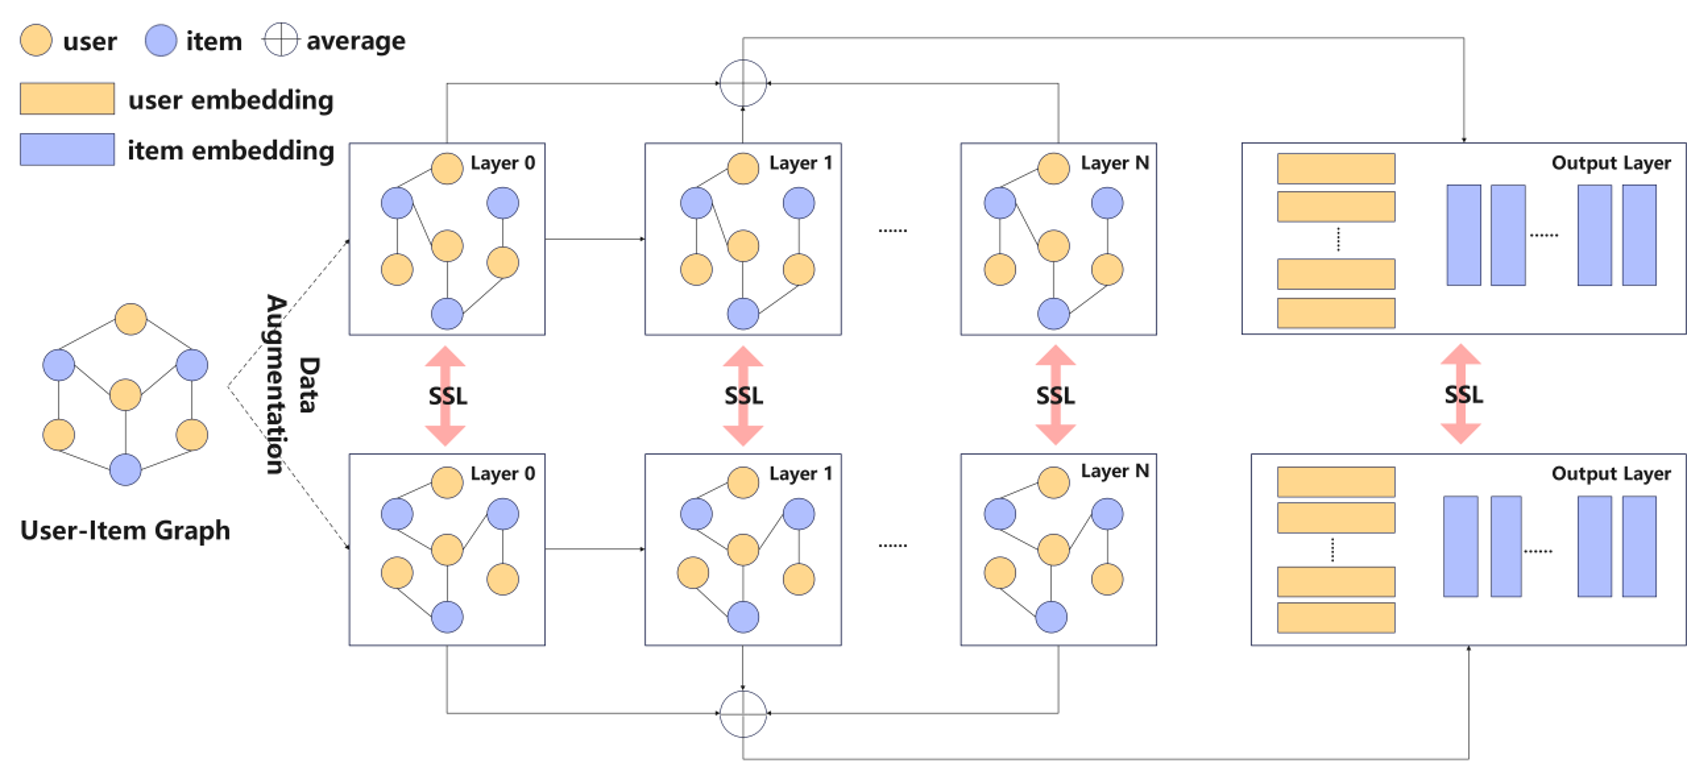 user
item
average
user embedding
item embedding
Layer 0
Layer 1
Layer N
Output Layer
......
......
Data
Augmentation
SSL
SSL
SSL
SSL
Layer 0
Layer 1
Layer N
Output Layer
User-Item Graph
......
......